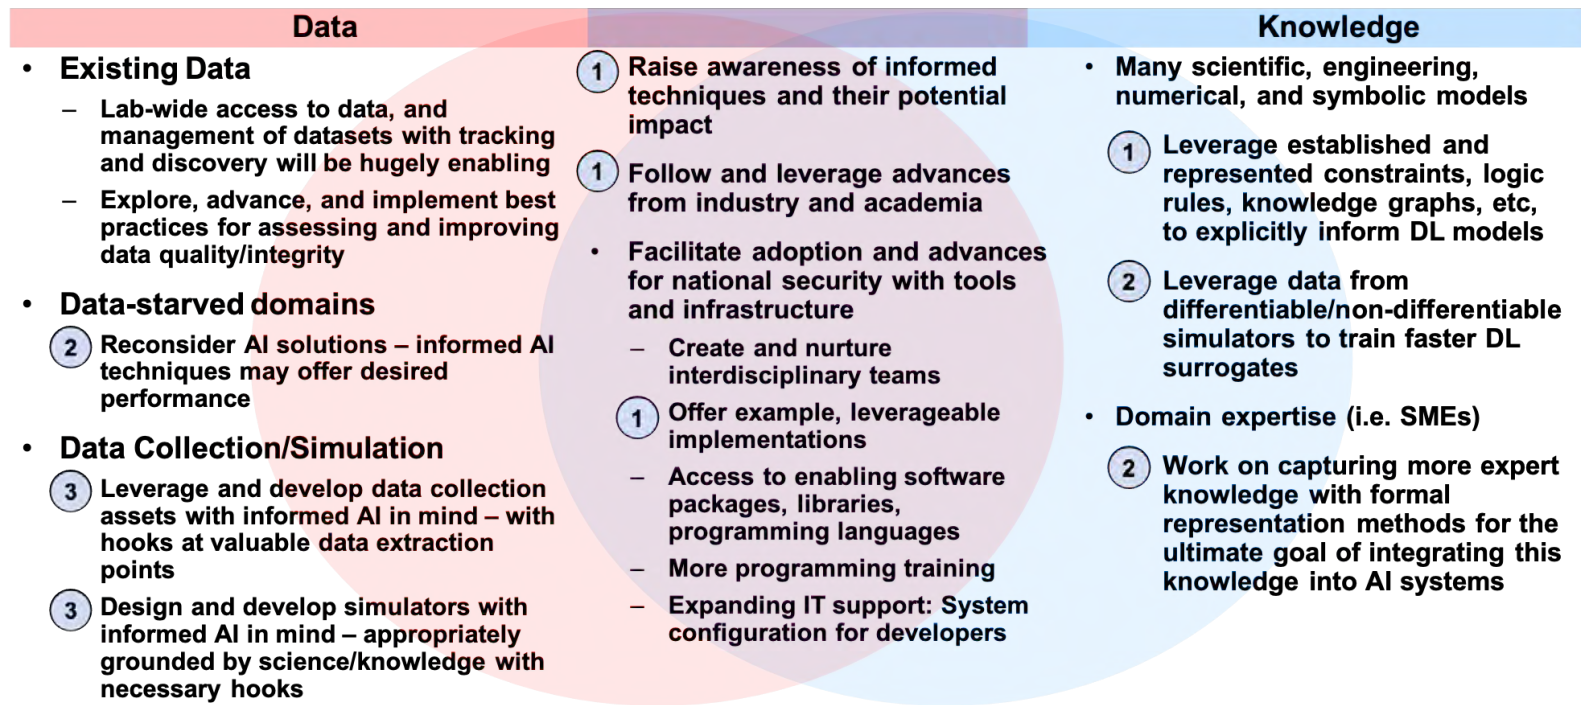 Data
Knowledge
• Existing Data
– Lab-wide access to data, and
management of datasets with tracking
and discovery will be hugely enabling
– Explore, advance, and implement best
practices for assessing and improving
data quality/integrity
• Data-starved domains
2 Reconsider AI solutions – informed AI
techniques may offer desired
performance
• Data Collection/Simulation
3 Leverage and develop data collection
assets with informed AI in mind – with
hooks at valuable data extraction
points
3 Design and develop simulators with
informed AI in mind – appropriately
grounded by science/knowledge with
necessary hooks
1 Raise awareness of informed
techniques and their potential
impact
1 Follow and leverage advances
from industry and academia
• Facilitate adoption and advances
for national security with tools
and infrastructure
– Create and nurture
interdisciplinary teams
1 Offer example, leverageable
implementations
– Access to enabling software
packages, libraries,
programming languages
– More programming training
– Expanding IT support: System
configuration for developers
• Many scientific, engineering,
numerical, and symbolic models
1 Leverage established and
represented constraints, logic
rules, knowledge graphs, etc,
to explicitly inform DL models
2 Leverage data from
differentiable/non-differentiable
simulators to train faster DL
surrogates
• Domain expertise (i.e. SMEs)
2 Work on capturing more expert
knowledge with formal
representation methods for the
ultimate goal of integrating this
knowledge into AI systems